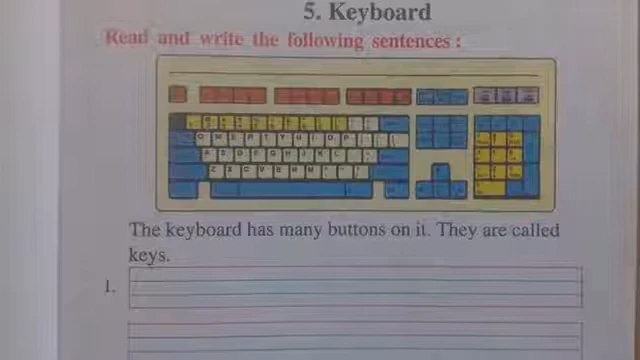 5. Keyboard
Read and write the following sentences :
Q W E R T Y U I O P
A S D F G H J K L
Z X C V B N M
The keyboard has many buttons on it. They are called
keys.
1.